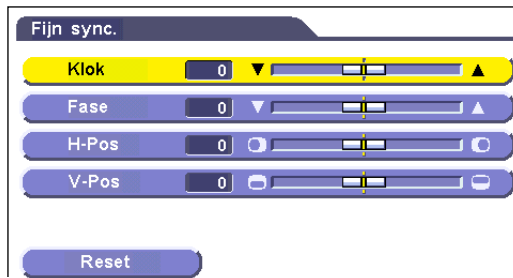 Fijn sync.
Klok 0
Fase 0
H-Pos 0
V-Pos 0
Reset